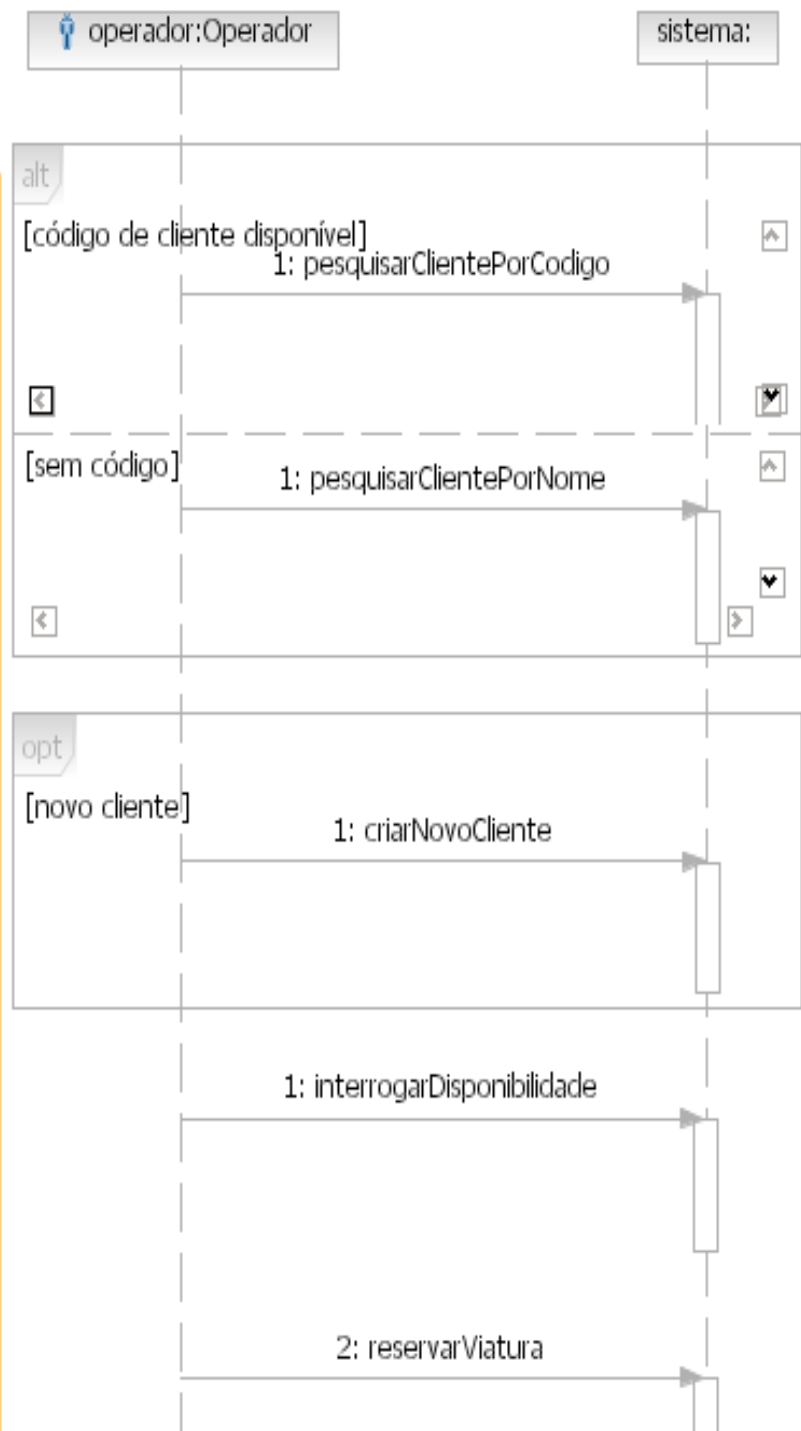 operador:Operador
sistema:
alt
[código de cliente disponível]
1: pesquisarClientePorCodigo
[sem código]
1: pesquisarClientePorNome
opt
[novo cliente]
1: criarNovoCliente
1: interrogarDisponibilidade
2: reservarViatura